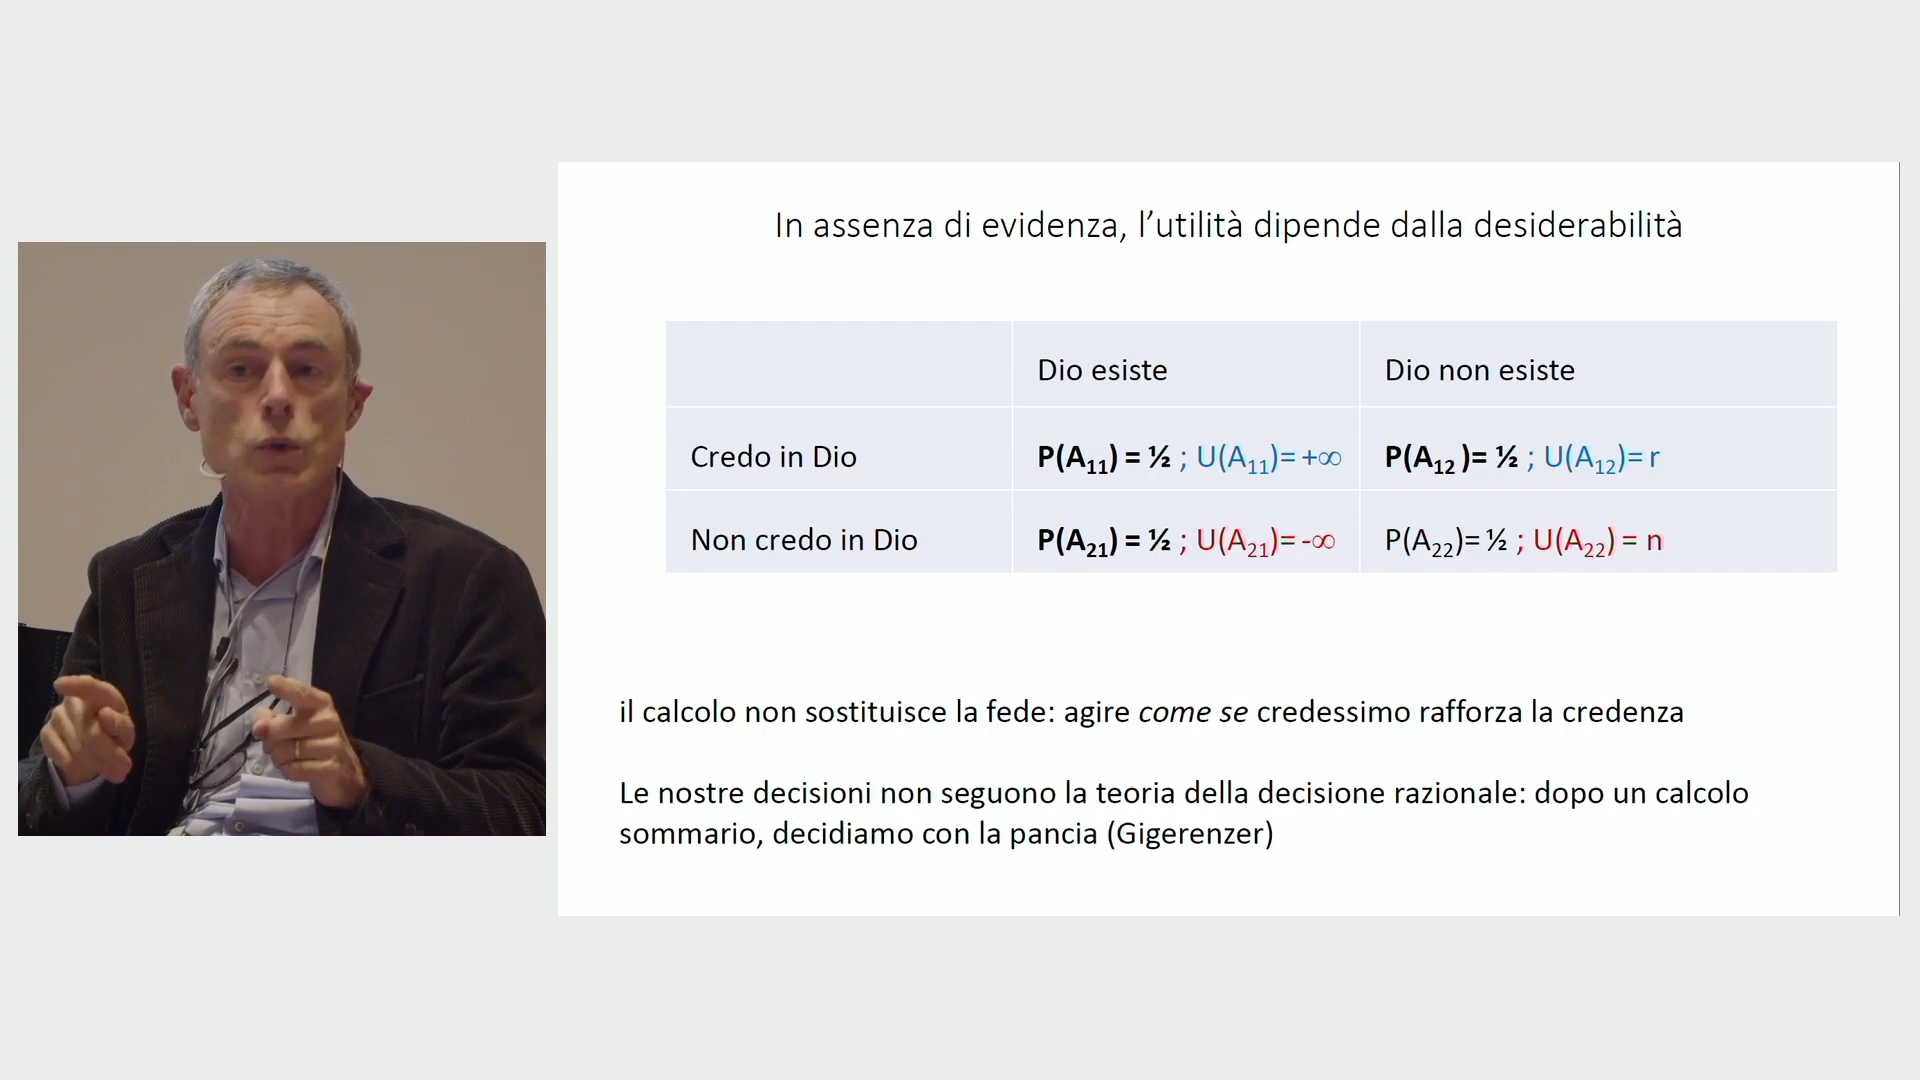 In assenza di evidenza, l’utilità dipende dalla desiderabilità
Dio esiste Dio non esiste
Credo in Dio P(A₁₁) = ½ ; U(A₁₁)= +∞ P(A₁₂ )= ½ ; U(A₁₂)= r
Non credo in Dio P(A₂₁) = ½ ; U(A₂₁)= -∞ P(A₂₂)= ½ ; U(A₂₂) = n
il calcolo non sostituisce la fede: agire come se credessimo rafforza la credenza
Le nostre decisioni non seguono la teoria della decisione razionale: dopo un calcolo
sommario, decidiamo con la pancia (Gigerenzer)